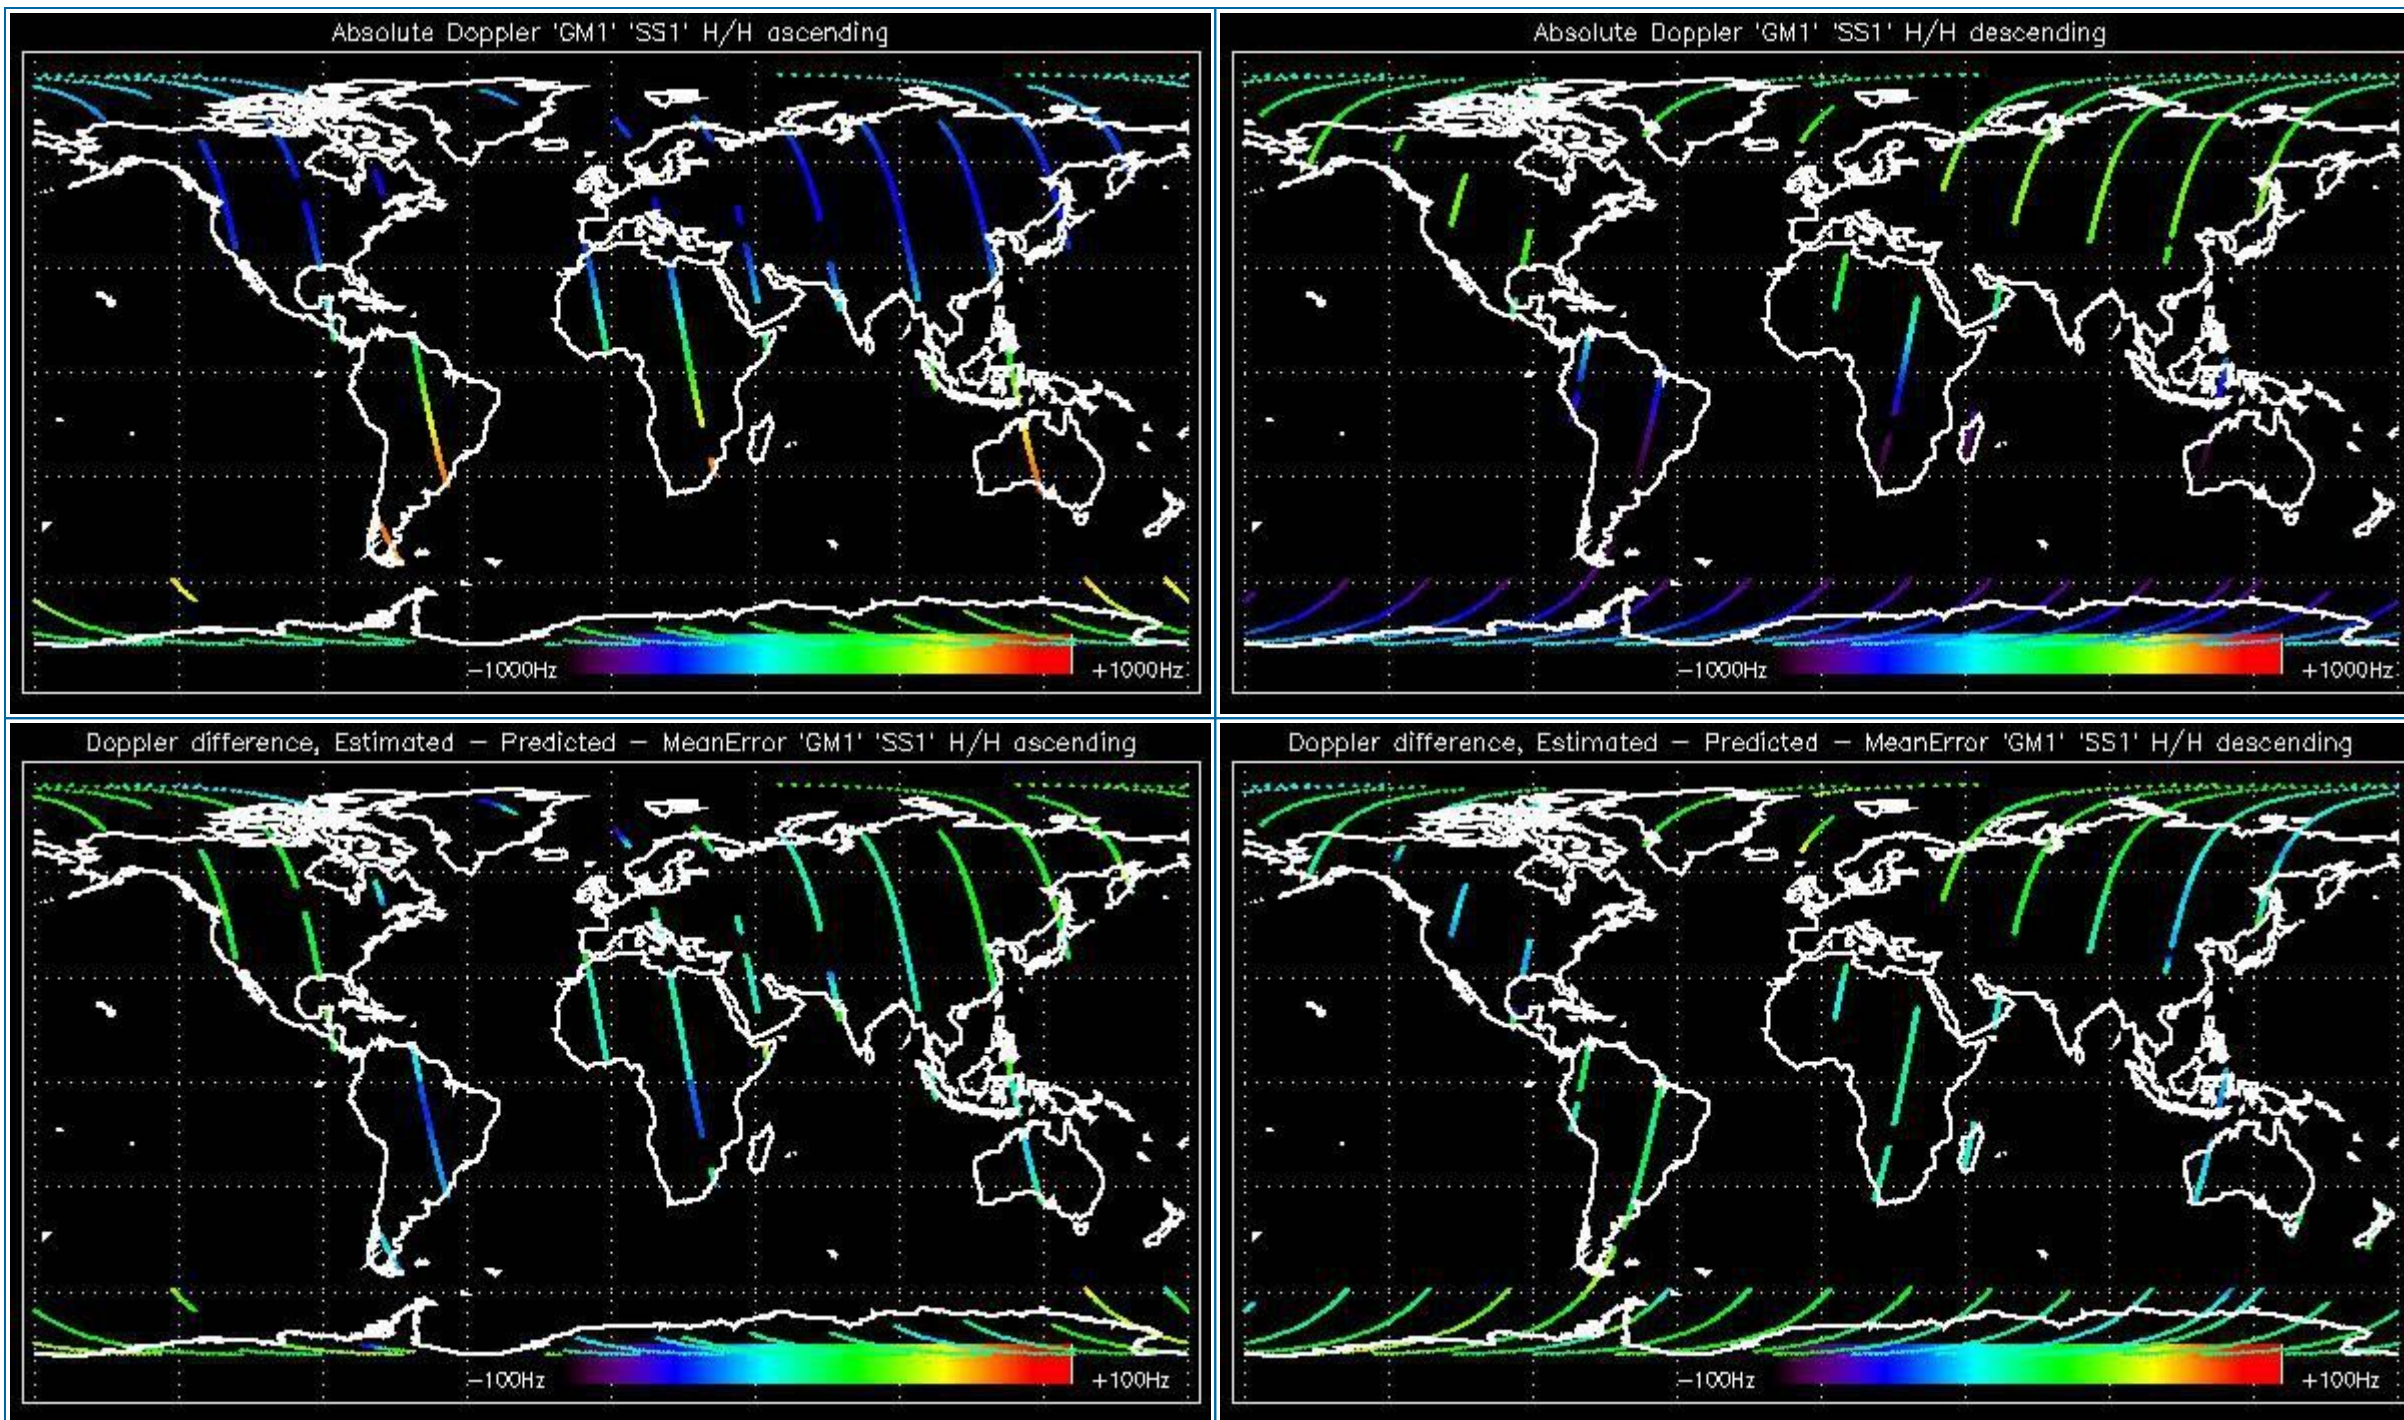 Absolute Doppler 'GM1' 'SS1' H/H ascending
−1000Hz
+1000Hz
Absolute Doppler 'GM1' 'SS1' H/H descending
−1000Hz
+1000Hz
Doppler difference, Estimated − Predicted − MeanError 'GM1' 'SS1' H/H ascending
−100Hz
+100Hz
Doppler difference, Estimated − Predicted − MeanError 'GM1' 'SS1' H/H descending
−100Hz
+100Hz